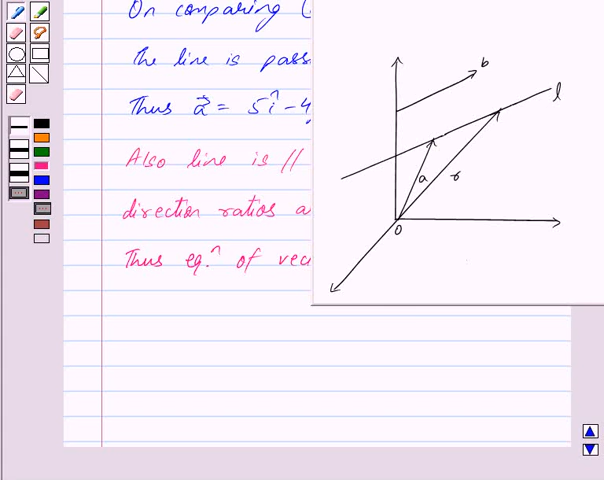 On comparing (
The line is pass
Thus a⃗ = 5î - 4
Also line is //
direction ratios a
Thus eq.ⁿ of vec
b
l
a
r
O